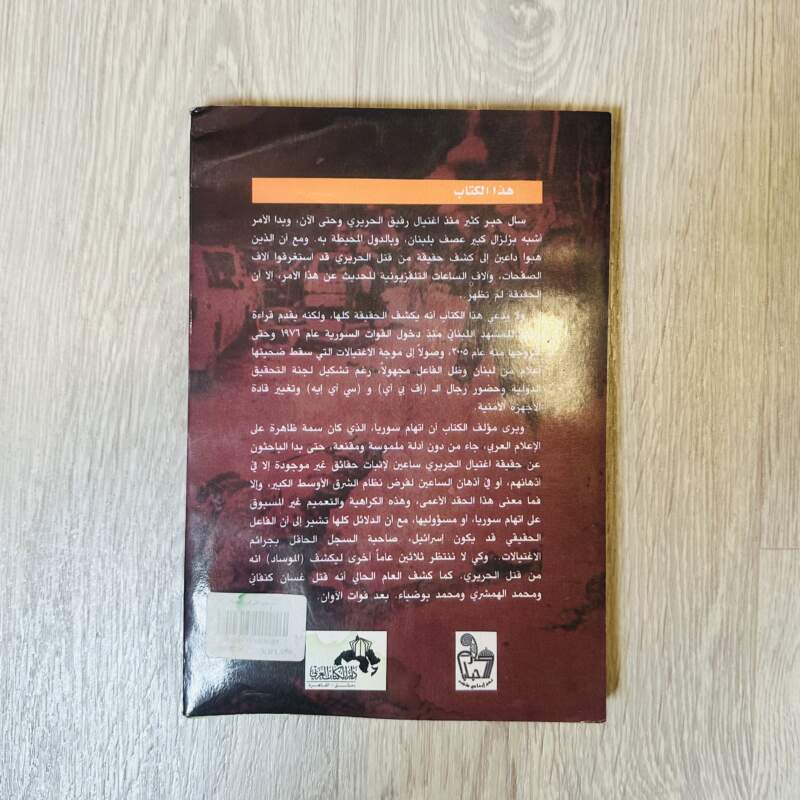 هذا الكتاب
سال حبر كثير منذ اغتيال رفيق الحريري وحتى الآن، وبدا الأمر
أشبه بزلزال كبير عصف بلبنان، وبالدول المحيطة به. ومع أن الذين
هبوا داعين إلى كشف حقيقة من قتل الحريري قد استغرقوا آلاف
الصفحات، وآلاف الساعات التلفزيونية للحديث عن هذا الأمر، إلا أن
الحقيقة لم تظهر..
ولا يدعي هذا الكتاب أنه يكشف الحقيقة كلها، ولكنه يقدم قراءة
للمشهد اللبناني منذ دخول القوات السورية عام ١٩٧٦ وحتى
خروجها منه عام ٢٠٠٥، وصولاً إلى موجة الاغتيالات التي سقط ضحيتها
أعلام من لبنان وظل الفاعل مجهولاً، رغم تشكيل لجنة التحقيق
الدولية وحضور رجال الـ (إف بي آي) و (سي آي إيه) وتغيير قادة
الأجهزة الأمنية.
ويرى مؤلف الكتاب أن اتهام سوريا، الذي كان سمة ظاهرة على
الإعلام العربي، جاء من دون أدلة ملموسة ومقنعة، حتى بدا الباحثون
عن حقيقة اغتيال الحريري ساعين لإثبات حقائق غير موجودة إلا في
أذهانهم، أو في أذهان الساعين لفرض نظام الشرق الأوسط الكبير، وإلا
فما معنى هذا الحقد الأعمى، وهذه الكراهية والتعميم غير المسبوق
على اتهام سوريا، أو مسؤوليها، مع أن الدلائل كلها تشير إلى أن الفاعل
الحقيقي قد يكون إسرائيل، صاحبة السجل الحافل بجرائم
الاغتيالات.. وكي لا ننتظر ثلاثين عاماً أخرى ليكشف (الموساد) أنه
من قتل الحريري. كما كشف العام الحالي أنه قتل غسان كنفاني
ومحمد الهمشري ومحمد بوضياء. بعد فوات الأوان.
دار الكتاب العربي
دمشق - القاهرة